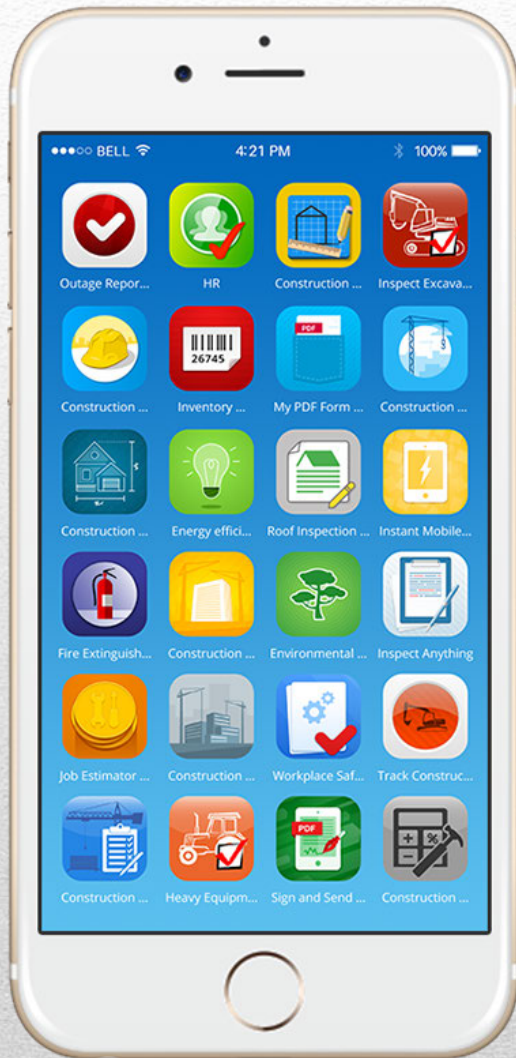 BELL 4:21 PM 100%
Outage Repor... HR Construction ... Inspect Excava...
26745 PDF
Construction ... Inventory ... My PDF Form ... Construction ...
Construction ... Energy effici... Roof Inspection ... Instant Mobile...
Fire Extinguish... Construction ... Environmental ... Inspect Anything
Job Estimator ... Construction ... Workplace Saf... Track Construc...
+ %
PDF -
Construction ... Heavy Equipm... Sign and Send ... Construction ...